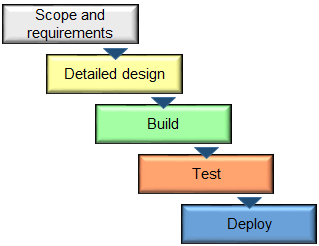 Scope and
requirements
Detailed design
Build
Test
Deploy